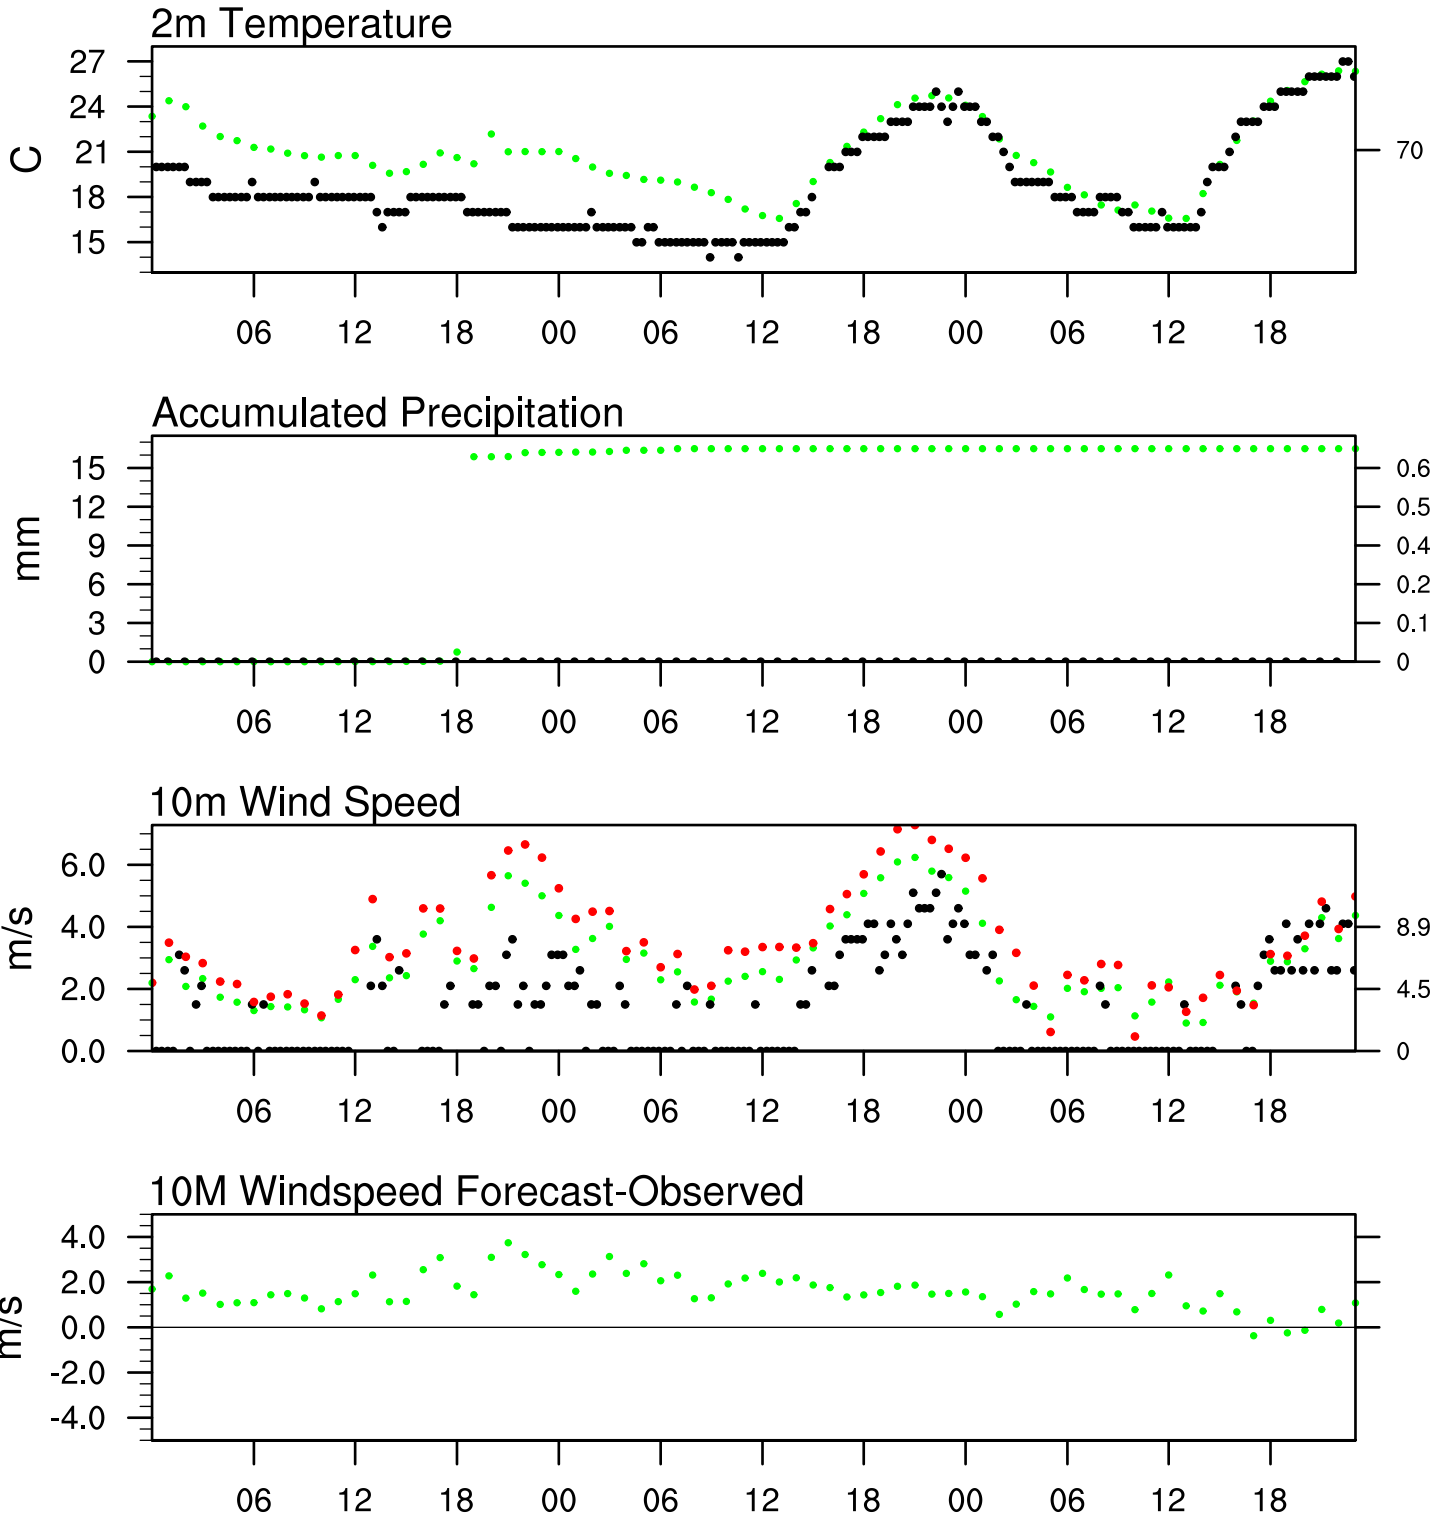 2m Temperature
27
24
21
18
15
C
70
06 12 18 00 06 12 18 00 06 12 18
Accumulated Precipitation
15
12
9
6
3
0
mm
0.6
0.5
0.4
0.2
0.1
0
06 12 18 00 06 12 18 00 06 12 18
10m Wind Speed
6.0
4.0
2.0
0.0
m/s
8.9
4.5
0
06 12 18 00 06 12 18 00 06 12 18
10M Windspeed Forecast-Observed
4.0
2.0
0.0
-2.0
-4.0
m/s
06 12 18 00 06 12 18 00 06 12 18